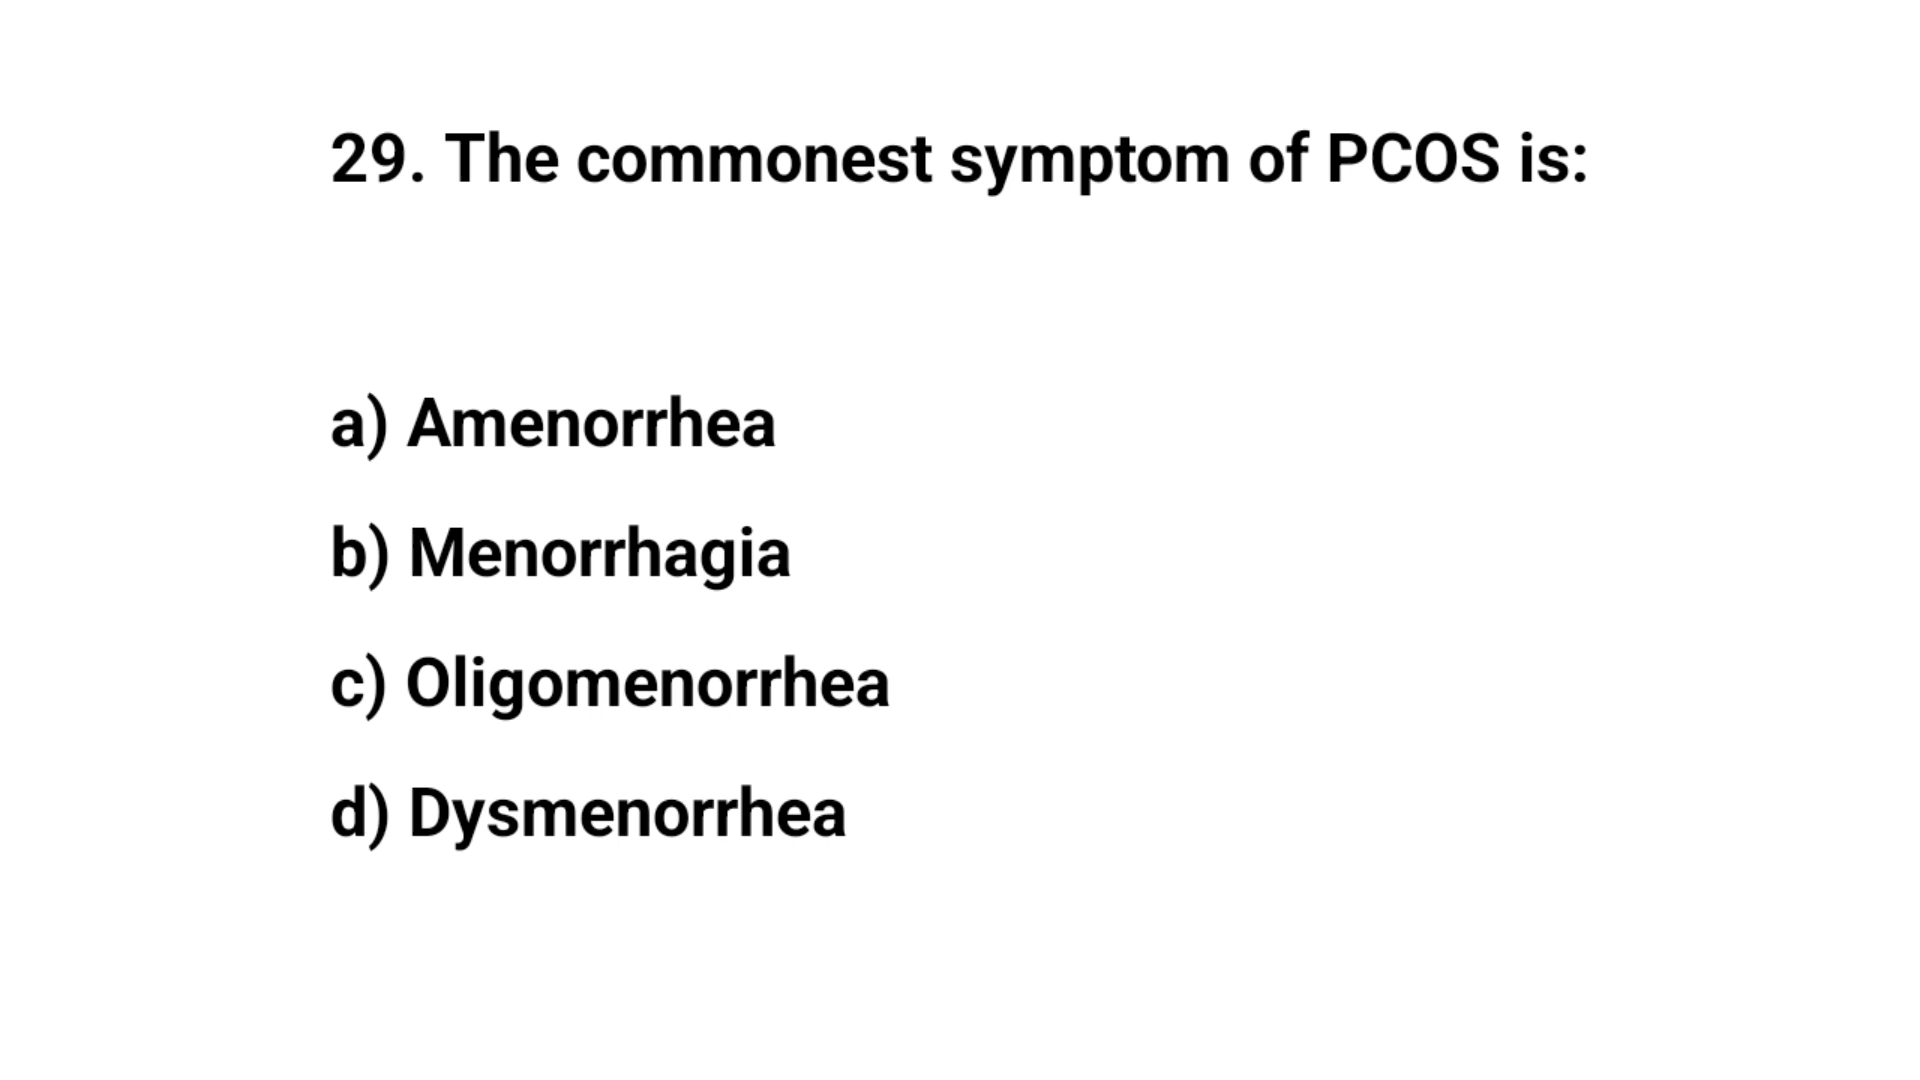 29. The commonest symptom of PCOS is:
a) Amenorrhea
b) Menorrhagia
c) Oligomenorrhea
d) Dysmenorrhea